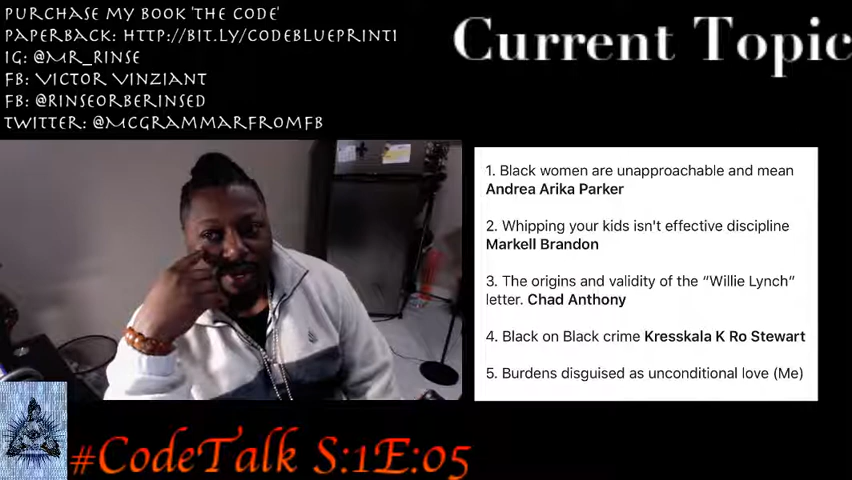 PURCHASE MY BOOK 'THE CODE'
PAPERBACK: HTTP://BIT.LY/CODEBLUEPRINT1
IG: @MR_RINSE
FB: VICTOR VINZIANT
FB: @RINSEORBERINSED
TWITTER: @MCGRAMMARFROMFB
Current Topic
1. Black women are unapproachable and mean
Andrea Arika Parker
2. Whipping your kids isn't effective discipline
Markell Brandon
3. The origins and validity of the “Willie Lynch”
letter. Chad Anthony
4. Black on Black crime Kresskala K Ro Stewart
5. Burdens disguised as unconditional love (Me)
#CodeTalk S:1E:05